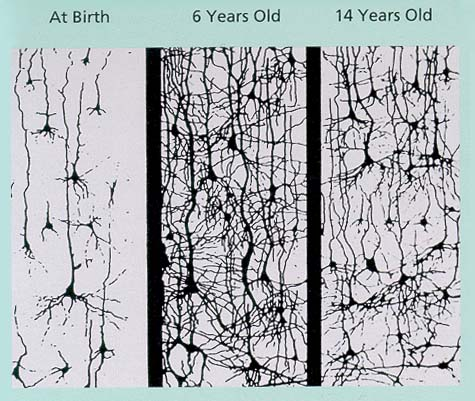 At Birth
6 Years Old
14 Years Old